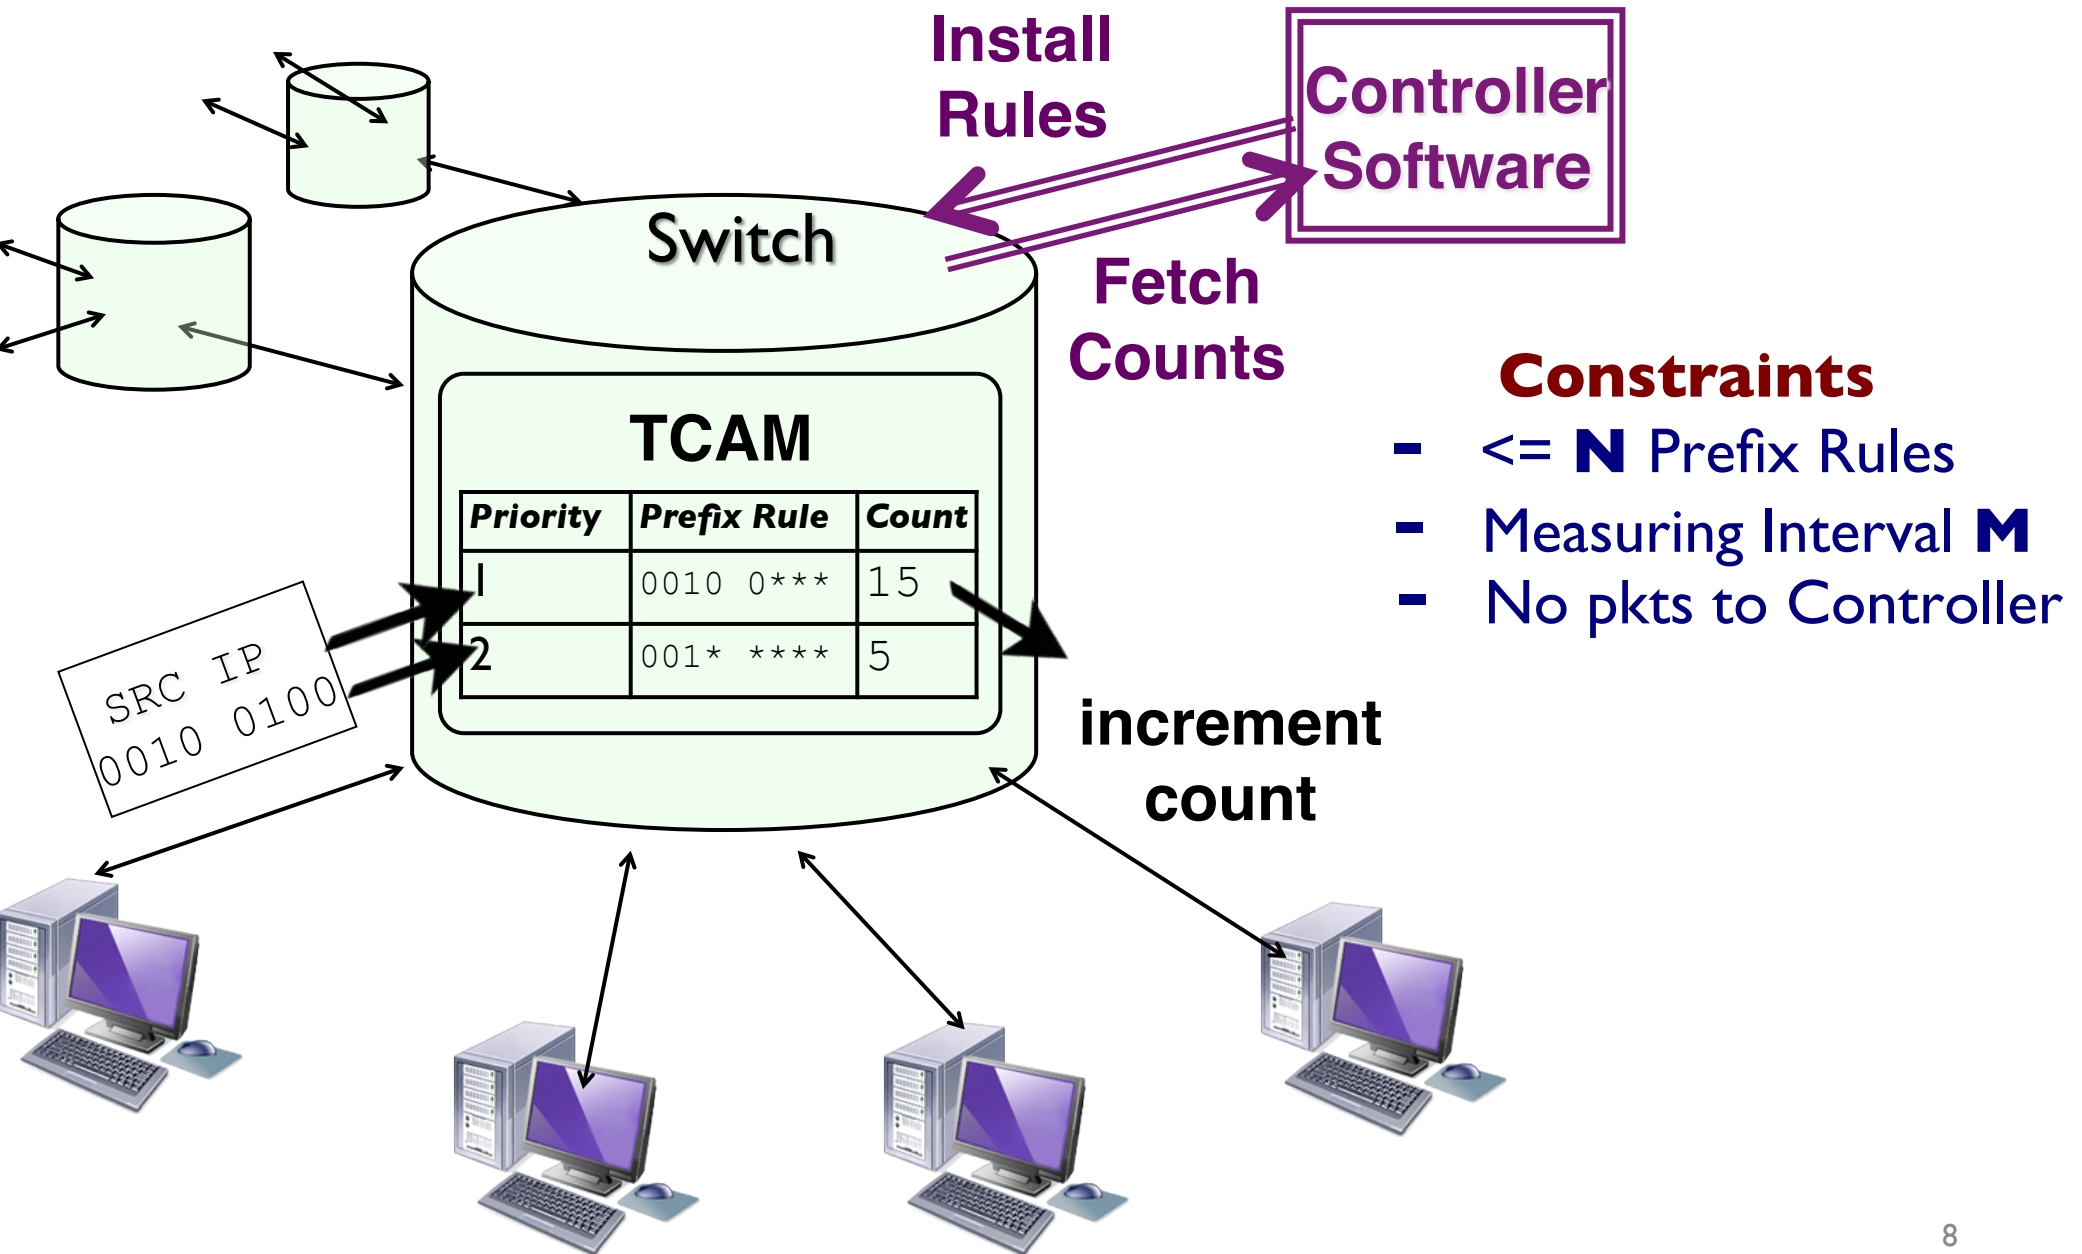 Install
Rules
Controller
Software
Switch
Fetch
Counts
Constraints
- <= N Prefix Rules
- Measuring Interval M
- No pkts to Controller
TCAM
Priority Prefix Rule Count
1 0010 0*** 15
2 001* **** 5
SRC IP
0010 0100
increment
count
8